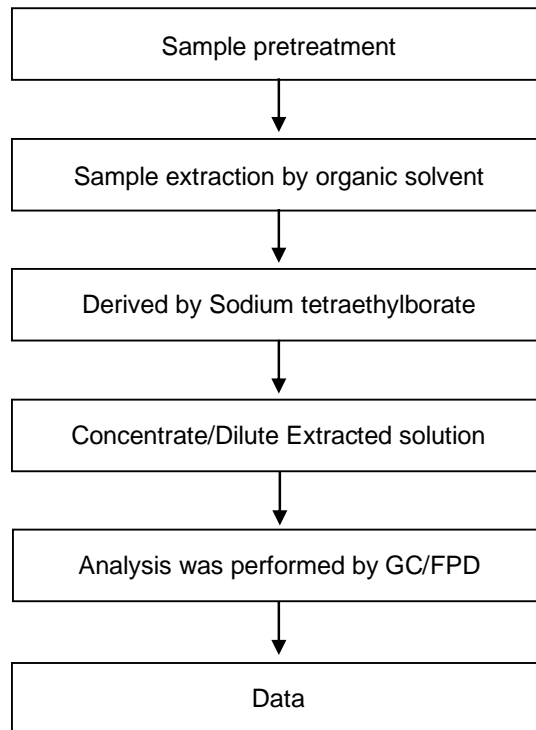 Sample pretreatment
Sample extraction by organic solvent
Derived by Sodium tetraethylborate
Concentrate/Dilute Extracted solution
Analysis was performed by GC/FPD
Data